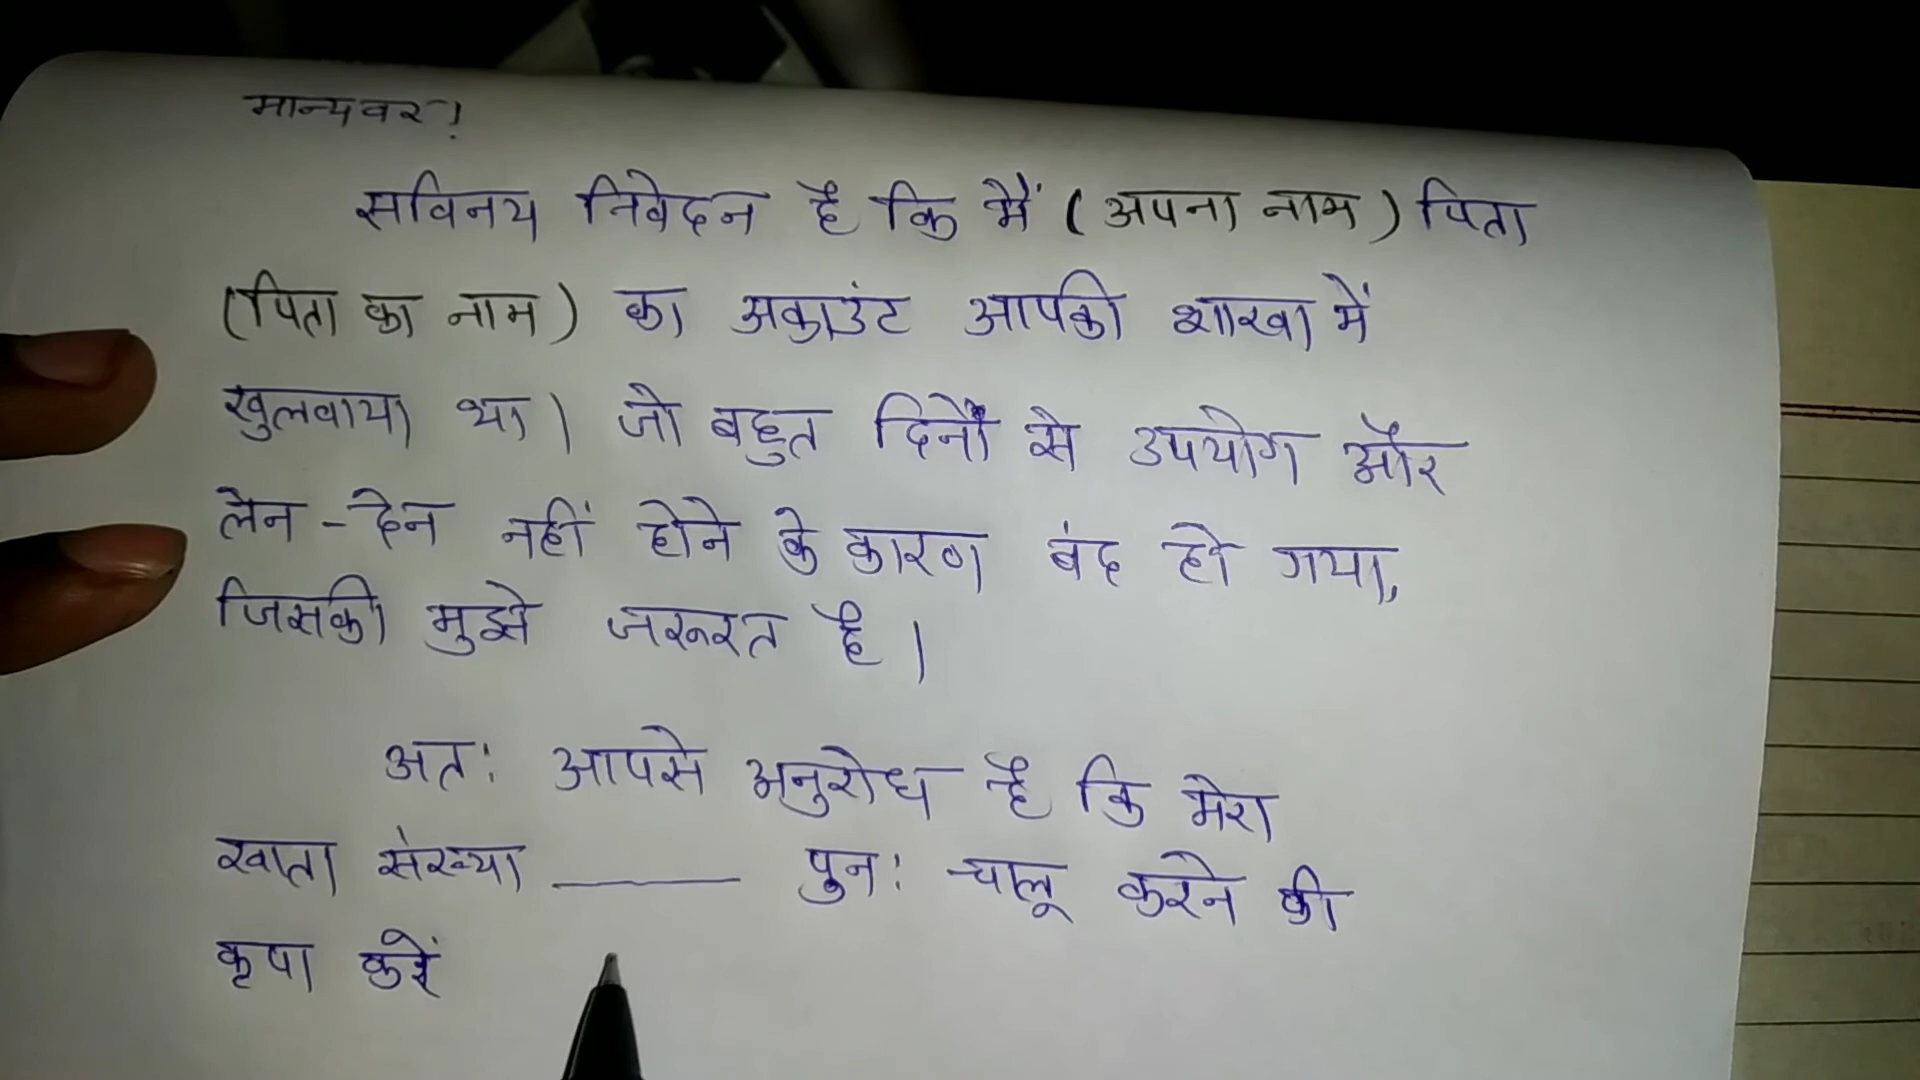 मान्यवर!
सविनय निवेदन है कि मैं (अपना नाम) पिता
(पिता का नाम) का अकाउंट आपकी शाखा में
खुलवाया था। जो बहुत दिनों से उपयोग और
लेन-देन नहीं होने के कारण बंद हो गया,
जिसकी मुझे जरूरत है।
अतः आपसे अनुरोध है कि मेरा
खाता संख्या ______ पुनः चालू करने की
कृपा करें